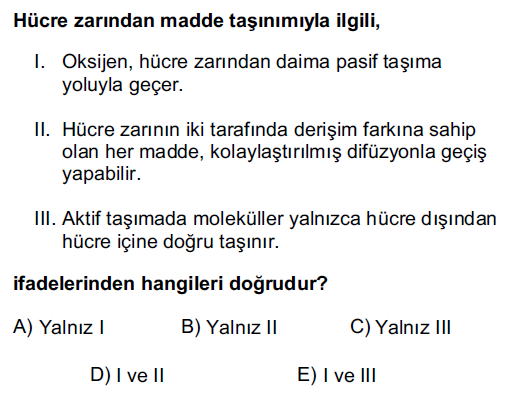 Hücre zarından madde taşınımıyla ilgili,
I. Oksijen, hücre zarından daima pasif taşıma
yoluyla geçer.
II. Hücre zarının iki tarafında derişim farkına sahip
olan her madde, kolaylaştırılmış difüzyonla geçiş
yapabilir.
III. Aktif taşımada moleküller yalnızca hücre dışından
hücre içine doğru taşınır.
ifadelerinden hangileri doğrudur?
A) Yalnız I B) Yalnız II C) Yalnız III
D) I ve II E) I ve III